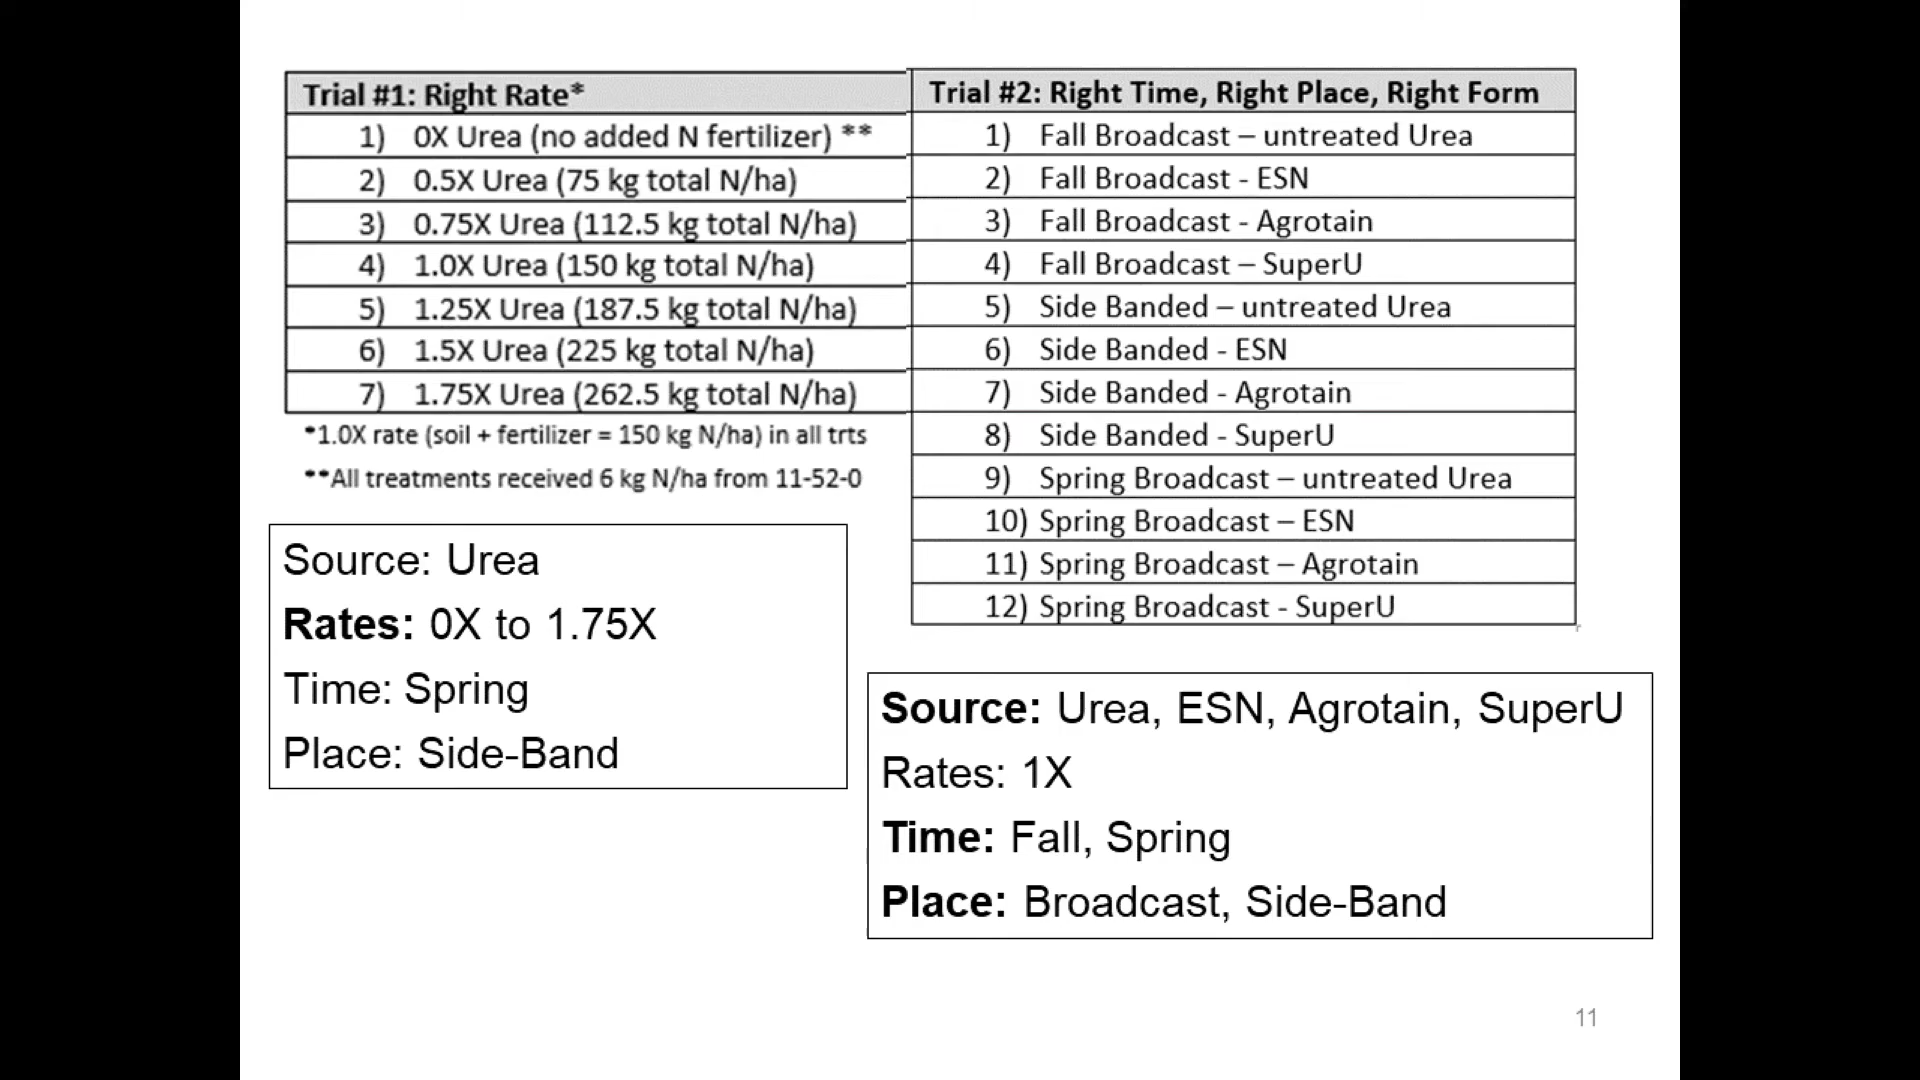 Trial #1: Right Rate*
1) 0X Urea (no added N fertilizer) **
2) 0.5X Urea (75 kg total N/ha)
3) 0.75X Urea (112.5 kg total N/ha)
4) 1.0X Urea (150 kg total N/ha)
5) 1.25X Urea (187.5 kg total N/ha)
6) 1.5X Urea (225 kg total N/ha)
7) 1.75X Urea (262.5 kg total N/ha)
*1.0X rate (soil + fertilizer = 150 kg N/ha) in all trts
**All treatments received 6 kg N/ha from 11-52-0
Source: Urea
Rates: 0X to 1.75X
Time: Spring
Place: Side-Band
Trial #2: Right Time, Right Place, Right Form
1) Fall Broadcast – untreated Urea
2) Fall Broadcast - ESN
3) Fall Broadcast - Agrotain
4) Fall Broadcast – SuperU
5) Side Banded – untreated Urea
6) Side Banded - ESN
7) Side Banded - Agrotain
8) Side Banded - SuperU
9) Spring Broadcast – untreated Urea
10) Spring Broadcast – ESN
11) Spring Broadcast – Agrotain
12) Spring Broadcast - SuperU
Source: Urea, ESN, Agrotain, SuperU
Rates: 1X
Time: Fall, Spring
Place: Broadcast, Side-Band
11